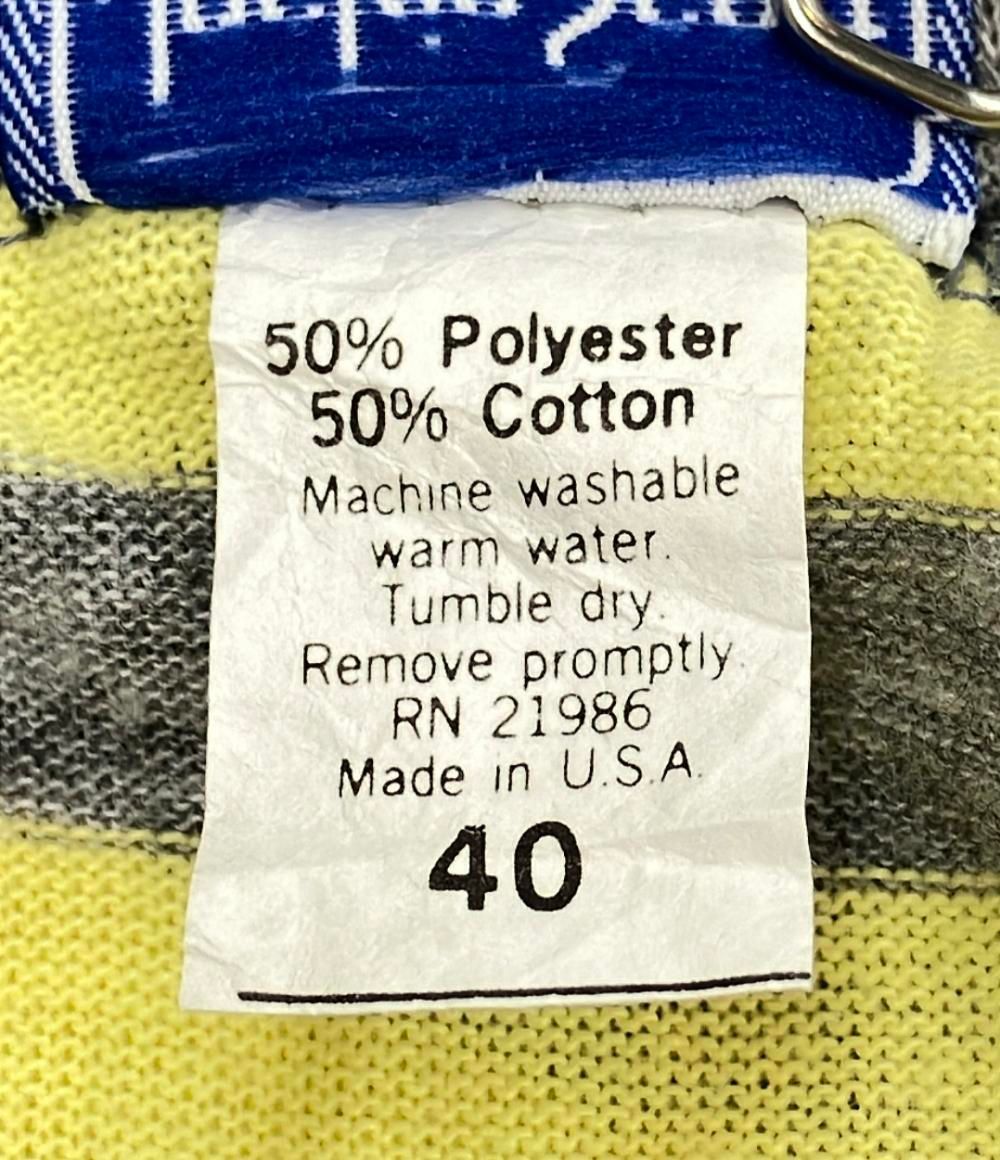 50% Polyester
50% Cotton
Machine washable
warm water.
Tumble dry.
Remove promptly.
RN 21986
Made in U.S.A.
40